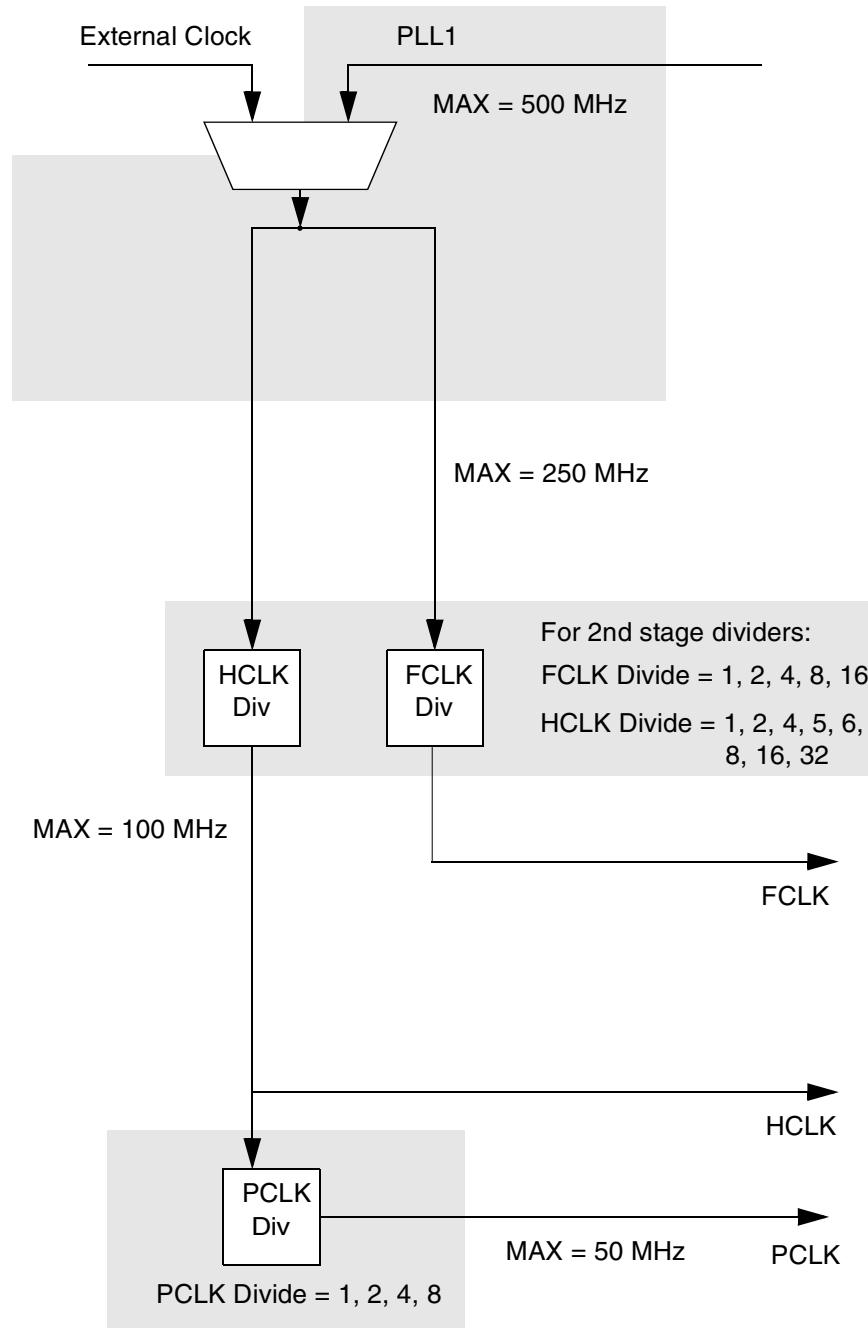 External Clock
PLL1
MAX = 500 MHz
MAX = 250 MHz
HCLK
Div
FCLK
Div
For 2nd stage dividers:
FCLK Divide = 1, 2, 4, 8, 16
HCLK Divide = 1, 2, 4, 5, 6,
8, 16, 32
MAX = 100 MHz
FCLK
HCLK
PCLK
Div
MAX = 50 MHz
PCLK
PCLK Divide = 1, 2, 4, 8